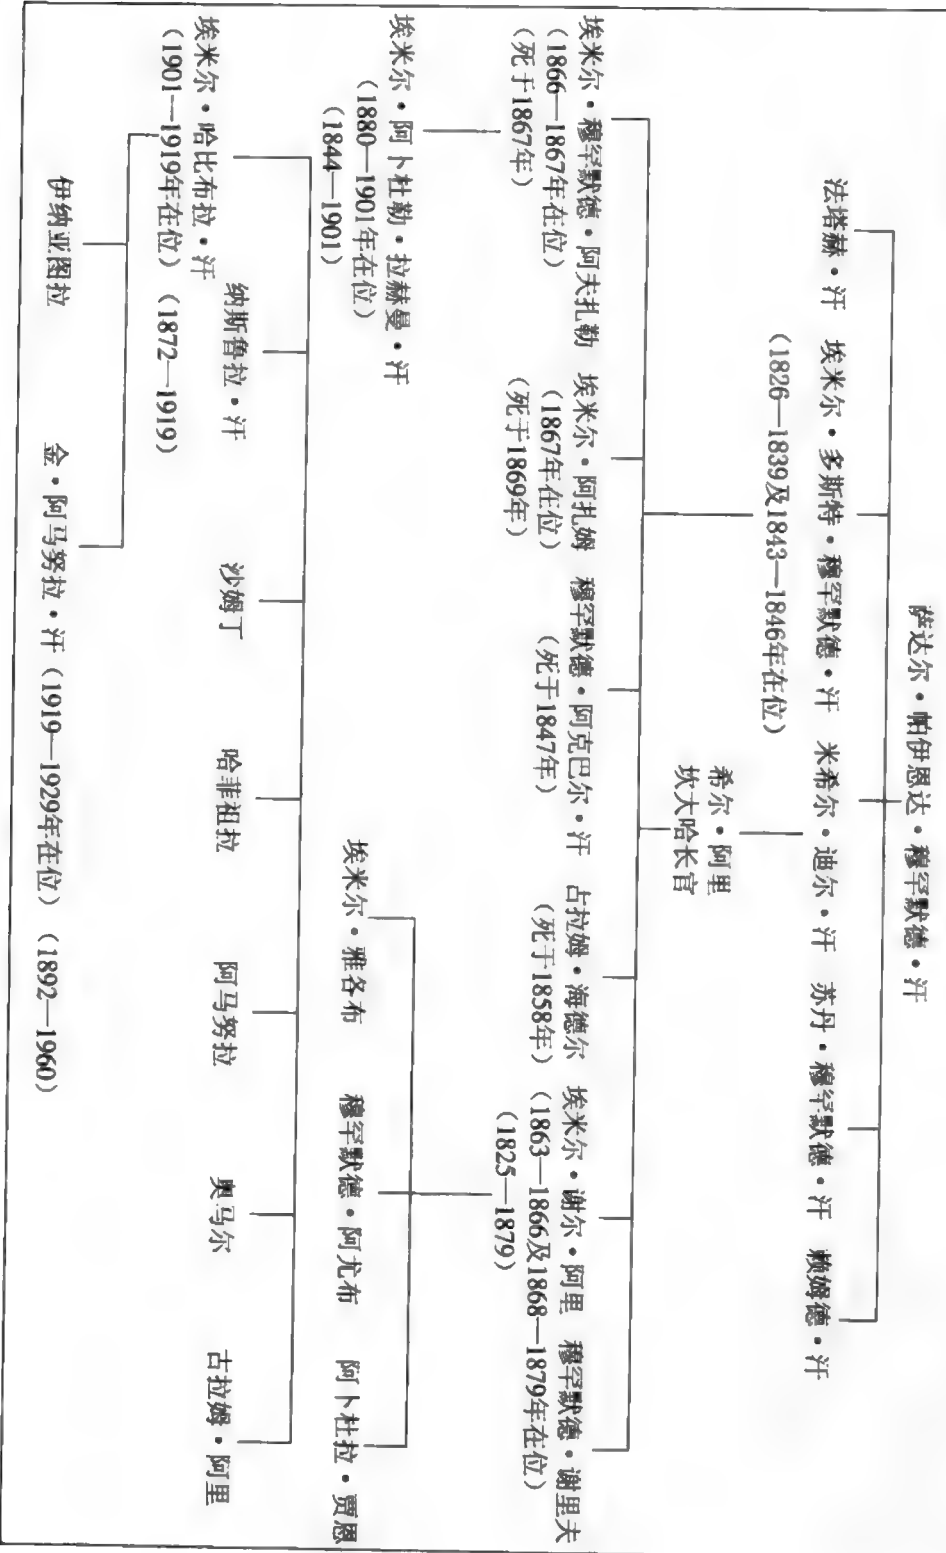 萨达尔·帕伊恩达·穆罕默德·汗
法塔赫·汗 埃米尔·多斯特·穆罕默德·汗 米希尔·迪尔·汗 苏丹·穆罕默德·汗 赖姆德·汗
(1826—1839及1843—1846年在位)
希尔·阿里
坎大哈长官
埃米尔·穆罕默德·阿夫扎勒 埃米尔·阿扎姆 穆罕默德·阿克巴尔·汗 占拉姆·海德尔 埃米尔·谢尔·阿里 穆罕默德·谢里夫
(1866—1867年在位) (1867年在位) (死于1847年) (死于1858年) (1863—1866及1868—1879年在位)
(死于1867年) (死于1869年) (1825—1879)
埃米尔·阿卜杜勒·拉赫曼·汗 埃米尔·雅各布 穆罕默德·阿尤布 阿卜杜拉·贾恩
(1880—1901年在位)
(1844—1901)
埃米尔·哈比布拉·汗 纳斯鲁拉·汗 沙姆丁 哈菲祖拉 阿马努拉 奥马尔 古拉姆·阿里
(1901—1919年在位) (1872—1919)
伊纳亚图拉 金·阿马努拉·汗(1919—1929年在位) (1892—1960)